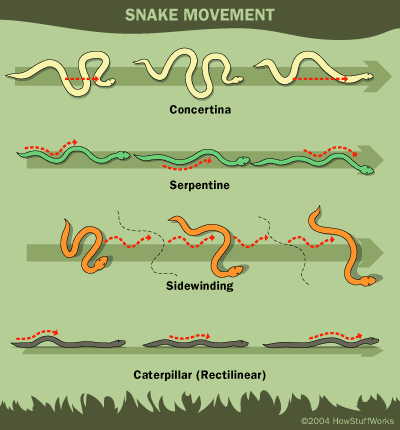 SNAKE MOVEMENT
Concertina
Serpentine
Sidewinding
Caterpillar (Rectilinear)
©2004 HowStuffWorks